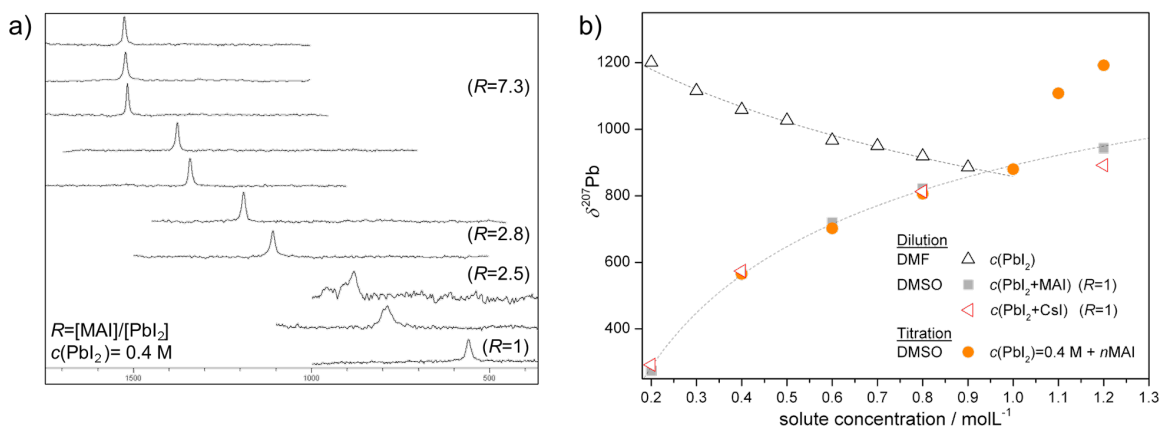 a)
(R=7.3)
(R=2.8)
(R=2.5)
(R=1)
R=[MAI]/[PbI₂]
c(PbI₂)= 0.4 M
1500 1000 500
b)
1200
1000
800
600
400
δ²⁰⁷Pb
0.2 0.3 0.4 0.5 0.6 0.7 0.8 0.9 1.0 1.1 1.2 1.3
solute concentration / molL⁻¹
Dilution
DMF c(PbI₂)
DMSO c(PbI₂+MAI) (R=1)
c(PbI₂+CsI) (R=1)
Titration
DMSO c(PbI₂)=0.4 M + nMAI